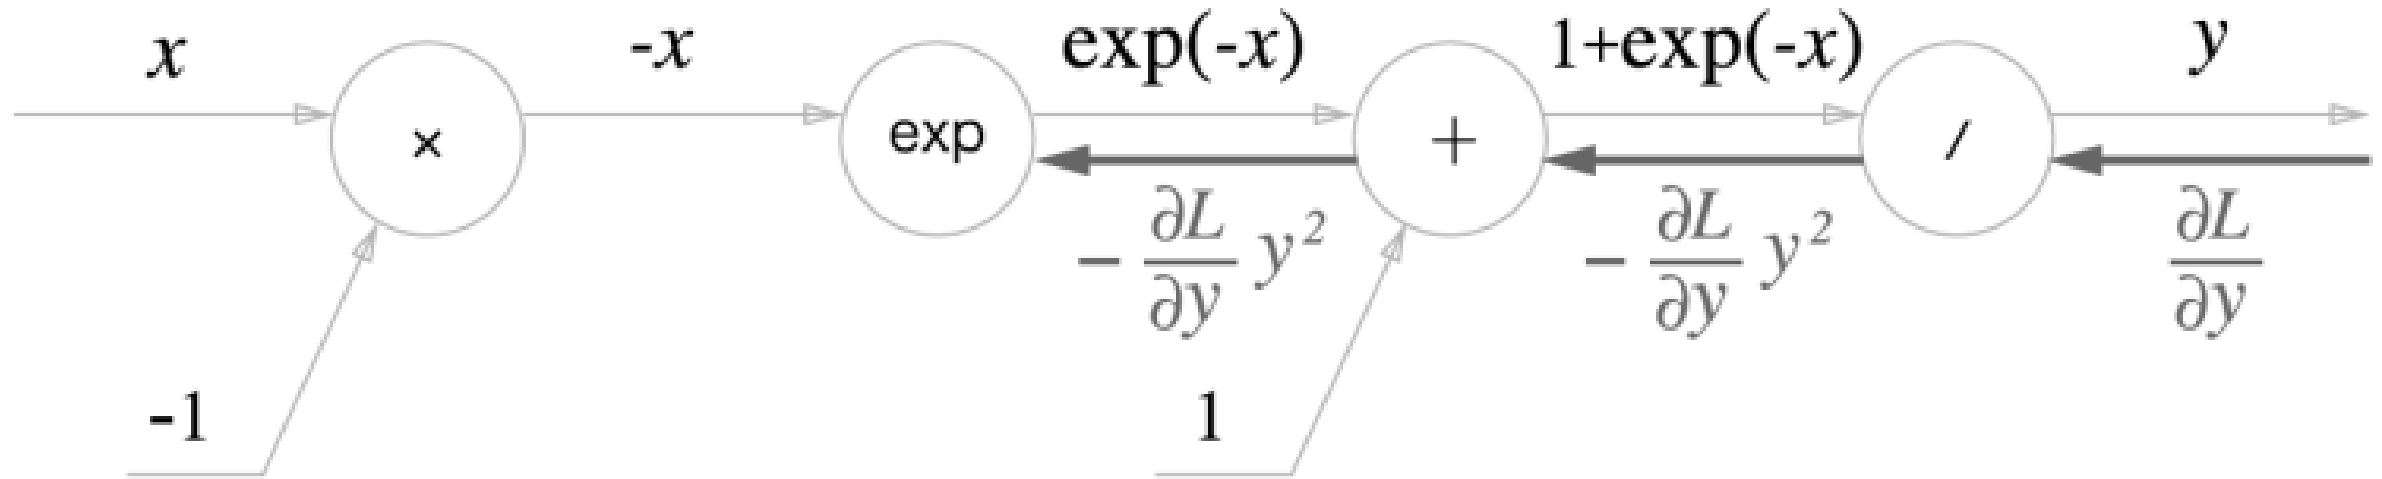 x -x exp(-x) 1+exp(-x) y
× exp + /
− ∂L/∂y y² − ∂L/∂y y² ∂L/∂y
-1 1